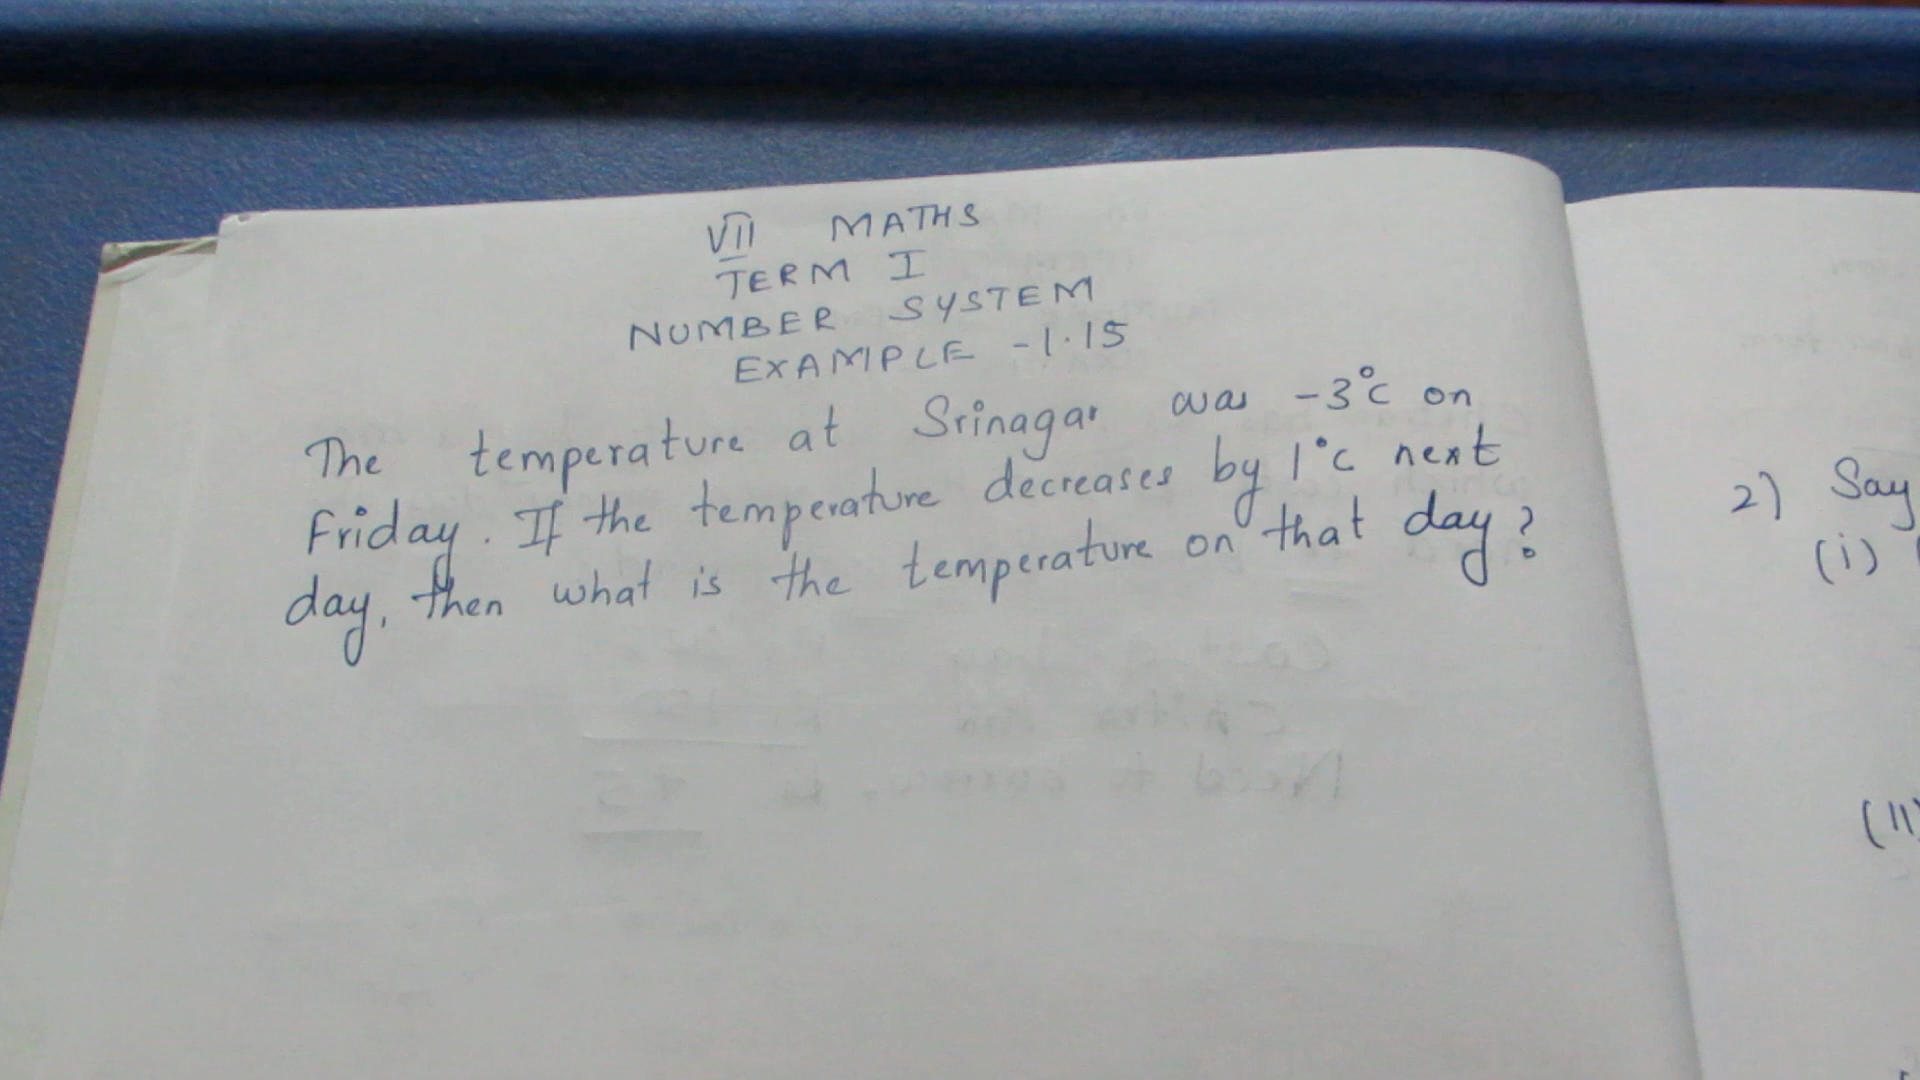 VII MATHS
TERM I
NUMBER SYSTEM
EXAMPLE -1.15
The temperature at Srinagar was -3°c on
Friday. If the temperature decreases by 1°c next
day, then what is the temperature on that day?
2) Say
(i)
(II)